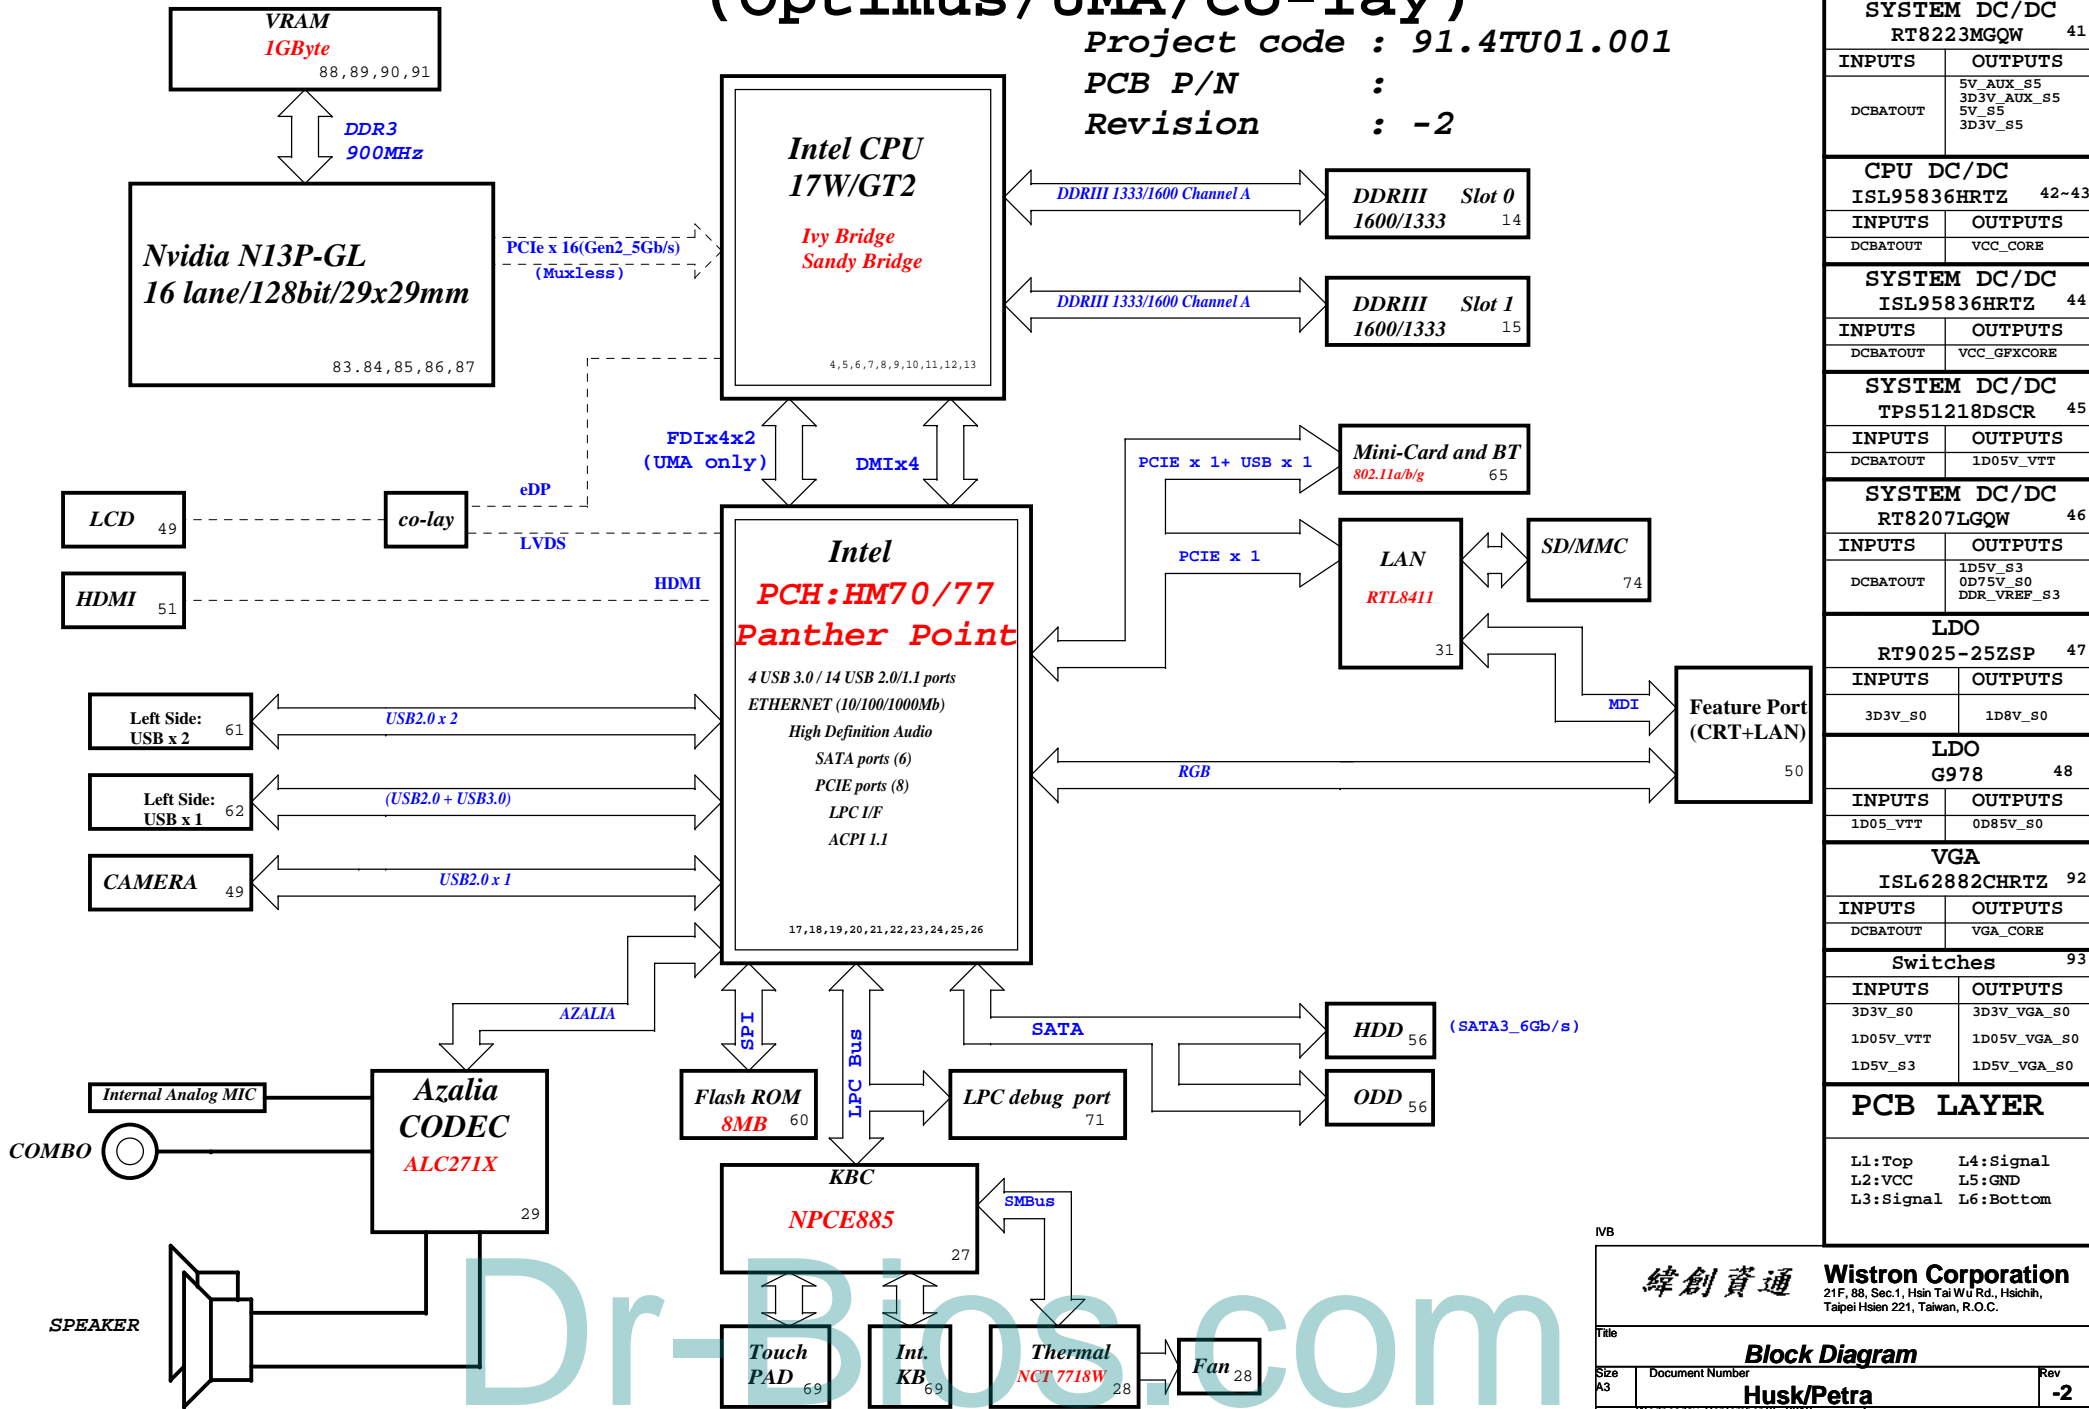 (Optimus/UMA/co-lay)
Project code : 91.4TU01.001
PCB P/N :
Revision : -2
VRAM
1GByte
88,89,90,91
DDR3
900MHz
Nvidia N13P-GL
16 lane/128bit/29x29mm
83.84,85,86,87
PCIe x 16(Gen2_5Gb/s)
(Muxless)
Intel CPU
17W/GT2
Ivy Bridge
Sandy Bridge
4,5,6,7,8,9,10,11,12,13
DDRIII 1333/1600 Channel A
DDRIII Slot 0
1600/1333 14
DDRIII 1333/1600 Channel A
DDRIII Slot 1
1600/1333 15
FDIx4x2
(UMA only)
DMIx4
LCD 49
co-lay
eDP
LVDS
HDMI 51
HDMI
Intel
PCH:HM70/77
Panther Point
4 USB 3.0 / 14 USB 2.0/1.1 ports
ETHERNET (10/100/1000Mb)
High Definition Audio
SATA ports (6)
PCIE ports (8)
LPC I/F
ACPI 1.1
17,18,19,20,21,22,23,24,25,26
PCIE x 1+ USB x 1
Mini-Card and BT
802.11a/b/g 65
PCIE x 1
LAN
RTL8411
31
SD/MMC
74
MDI
Feature Port
(CRT+LAN)
50
RGB
Left Side:
USB x 2 61
USB2.0 x 2
Left Side:
USB x 1 62
(USB2.0 + USB3.0)
CAMERA 49
USB2.0 x 1
AZALIA
SPI
LPC Bus
SATA
HDD 56
(SATA3_6Gb/s)
ODD 56
Internal Analog MIC
COMBO
Azalia
CODEC
ALC271X
29
SPEAKER
Flash ROM
8MB 60
LPC debug port
71
KBC
NPCE885
27
SMBus
Touch
PAD 69
Int.
KB 69
Thermal
NCT 7718W 28
Fan 28
Dr-Bios.com
SYSTEM DC/DC
RT8223MGQW 41
INPUTS OUTPUTS
DCBATOUT
5V_AUX_S5
3D3V_AUX_S5
5V_S5
3D3V_S5
CPU DC/DC
ISL95836HRTZ 42~43
INPUTS OUTPUTS
DCBATOUT VCC_CORE
SYSTEM DC/DC
ISL95836HRTZ 44
INPUTS OUTPUTS
DCBATOUT VCC_GFXCORE
SYSTEM DC/DC
TPS51218DSCR 45
INPUTS OUTPUTS
DCBATOUT 1D05V_VTT
SYSTEM DC/DC
RT8207LGQW 46
INPUTS OUTPUTS
DCBATOUT
1D5V_S3
0D75V_S0
DDR_VREF_S3
LDO
RT9025-25ZSP 47
INPUTS OUTPUTS
3D3V_S0 1D8V_S0
LDO
G978 48
INPUTS OUTPUTS
1D05_VTT 0D85V_S0
VGA
ISL62882CHRTZ 92
INPUTS OUTPUTS
DCBATOUT VGA_CORE
Switches 93
INPUTS OUTPUTS
3D3V_S0 3D3V_VGA_S0
1D05V_VTT 1D05V_VGA_S0
1D5V_S3 1D5V_VGA_S0
PCB LAYER
L1:Top L4:Signal
L2:VCC L5:GND
L3:Signal L6:Bottom
IVB
緯創資通
Wistron Corporation
21F, 88, Sec.1, Hsin Tai Wu Rd., Hsichih,
Taipei Hsien 221, Taiwan, R.O.C.
Title
Block Diagram
Size
A3
Document Number
Husk/Petra
Rev
-2